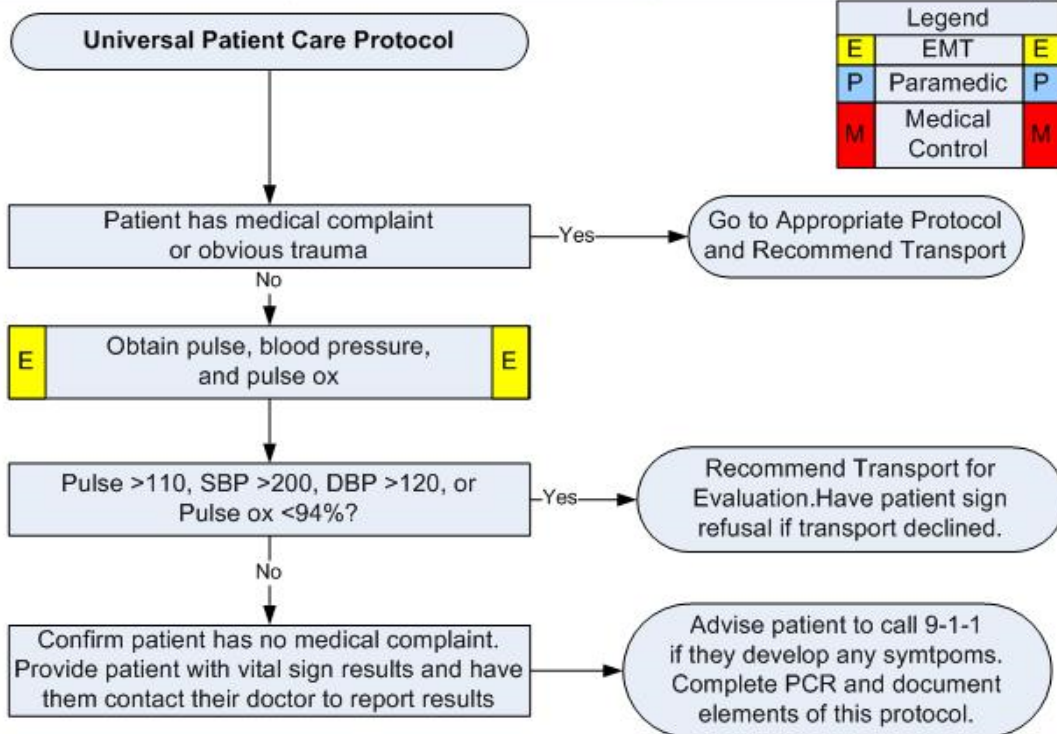 Universal Patient Care Protocol
Legend
E EMT E
P Paramedic P
M Medical M
Control
Patient has medical complaint
or obvious trauma
Yes
Go to Appropriate Protocol
and Recommend Transport
No
E Obtain pulse, blood pressure, E
and pulse ox
Pulse >110, SBP >200, DBP >120, or
Pulse ox <94%?
Yes
Recommend Transport for
Evaluation.Have patient sign
refusal if transport declined.
No
Confirm patient has no medical complaint.
Provide patient with vital sign results and have
them contact their doctor to report results
Advise patient to call 9-1-1
if they develop any symtpoms.
Complete PCR and document
elements of this protocol.